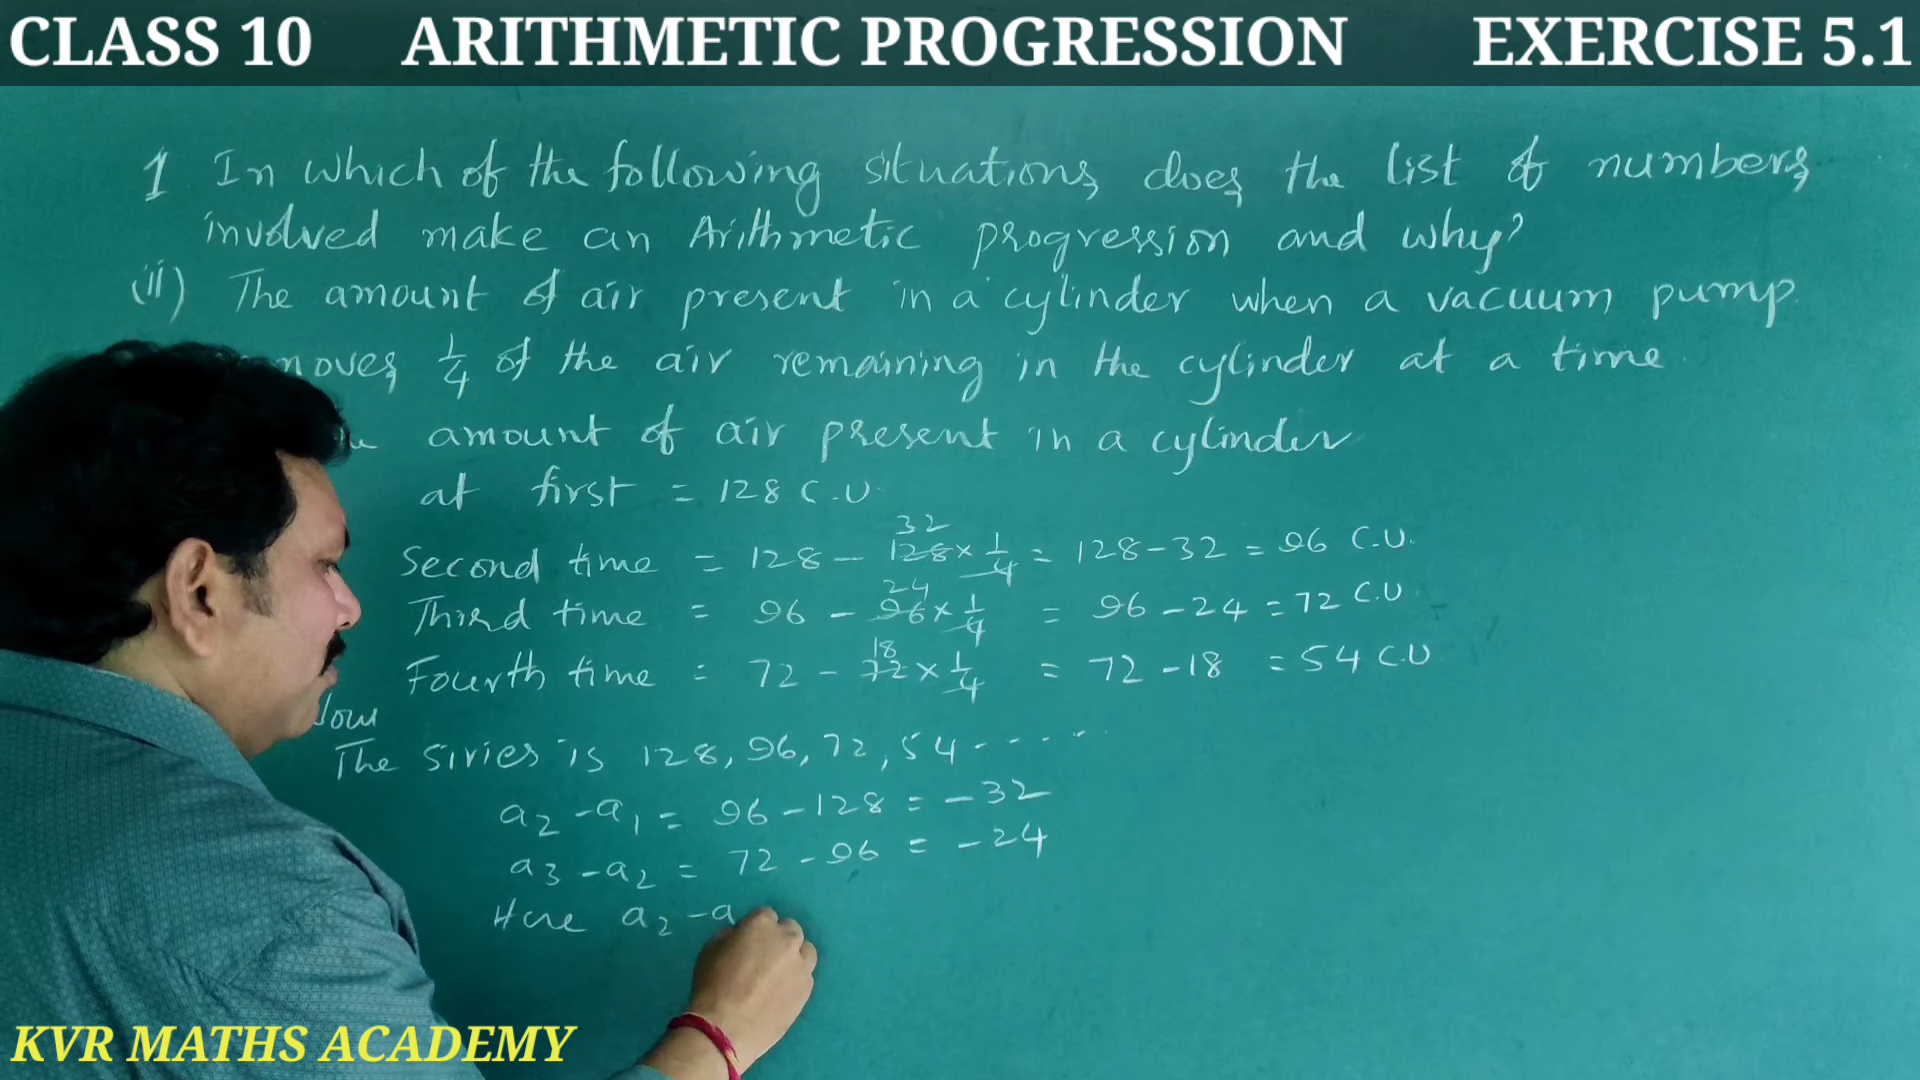 CLASS 10 ARITHMETIC PROGRESSION EXERCISE 5.1
1 In which of the following situations does the list of numbers
involved make an Arithmetic progression and why?
(ii) The amount of air present in a cylinder when a vacuum pump
moves 1/4 of the air remaining in the cylinder at a time
amount of air present in a cylinder
at first = 128 C.U.
Second time = 128 - 128 × 1/4 = 128 - 32 = 96 C.U.
32
Third time = 96 - 96 × 1/4 = 96 - 24 = 72 C.U
24
Fourth time = 72 - 72 × 1/4 = 72 - 18 = 54 C.U
18
Now
The siries is 128, 96, 72, 54 - - - - - -
a2 - a1 = 96 - 128 = -32
a3 - a2 = 72 - 96 = -24
Here a2 - a
KVR MATHS ACADEMY